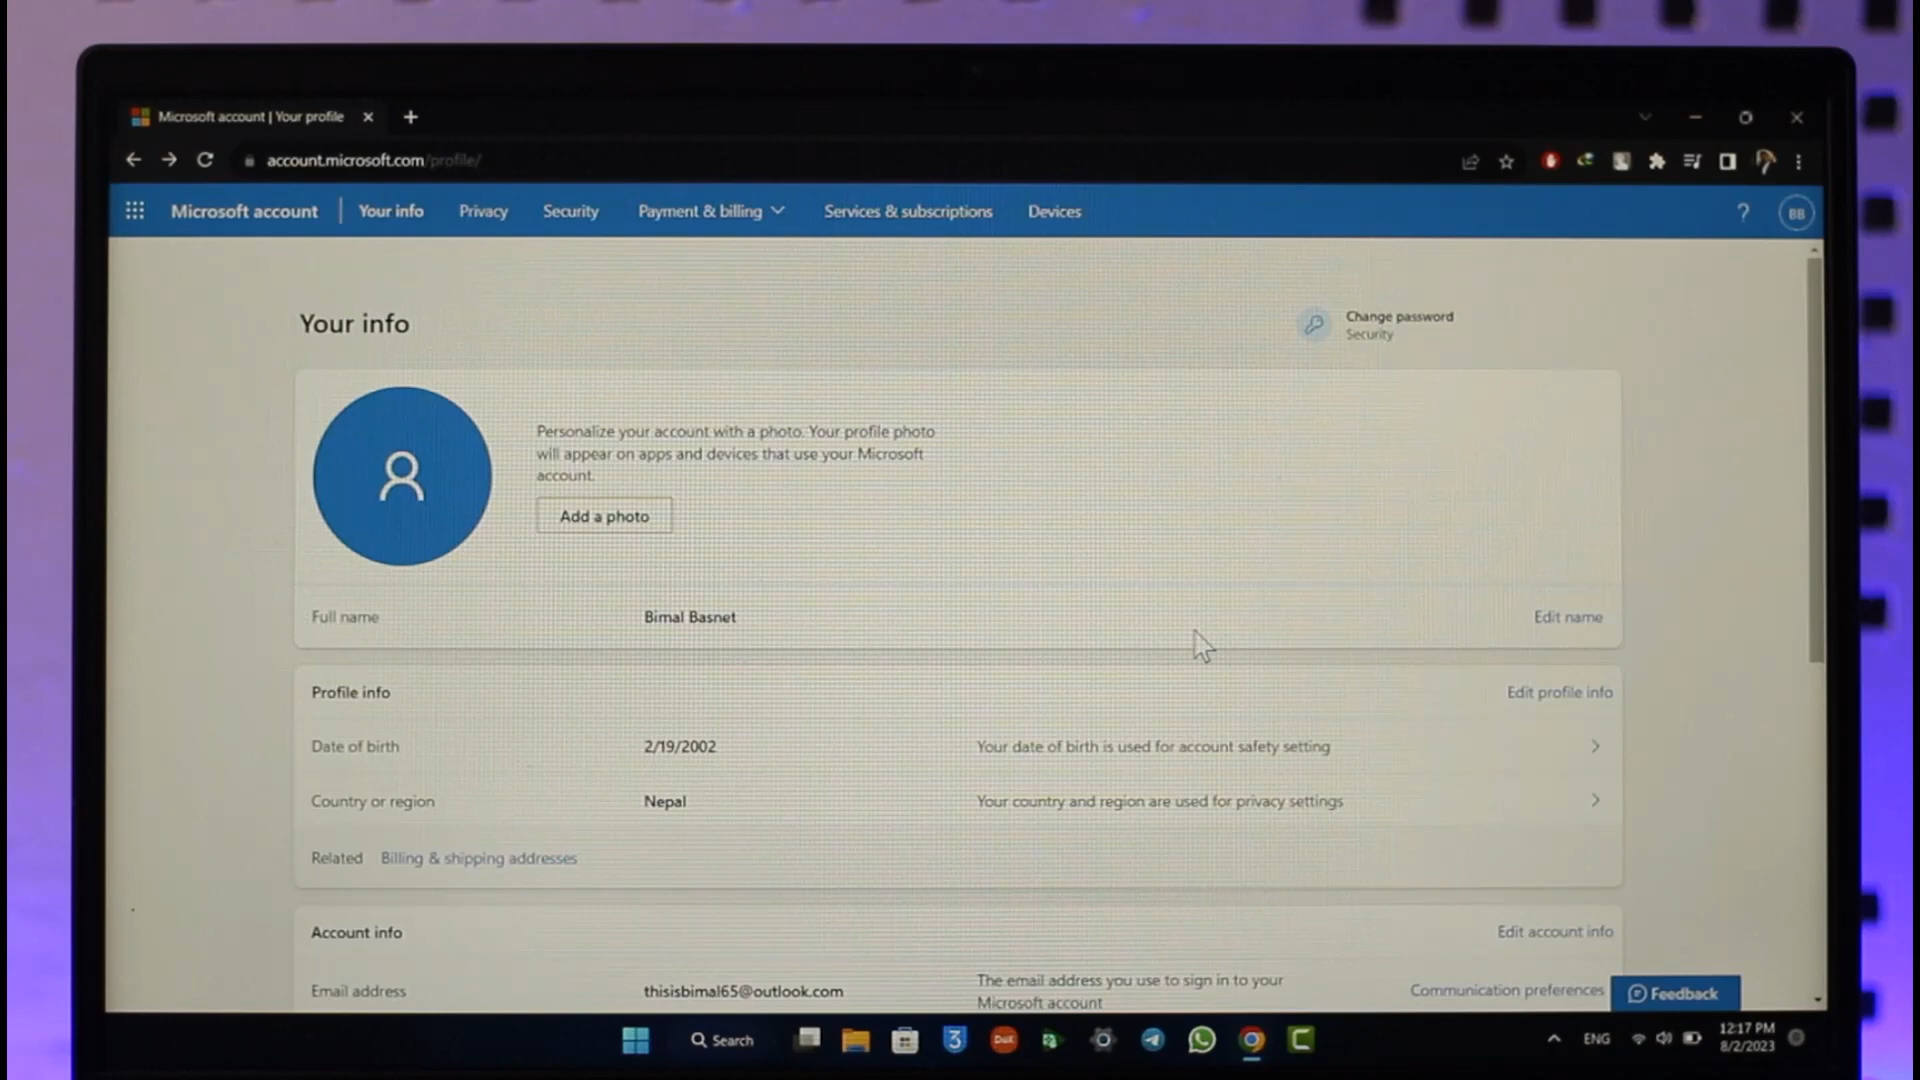 Microsoft account | Your profile
account.microsoft.com/profile/
Microsoft account | Your info Privacy Security Payment & billing Services & subscriptions Devices ? BB
Your info
Change password
Security
Personalize your account with a photo. Your profile photo
will appear on apps and devices that use your Microsoft
account.
Add a photo
Full name Bimal Basnet Edit name
Profile info Edit profile info
Date of birth 2/19/2002 Your date of birth is used for account safety setting
Country or region Nepal Your country and region are used for privacy settings
Related Billing & shipping addresses
Account info Edit account info
Email address thisisbimal65@outlook.com The email address you use to sign in to your
Microsoft account
Communication preferences
Feedback
Search
3
ENG
12:17 PM
8/2/2023